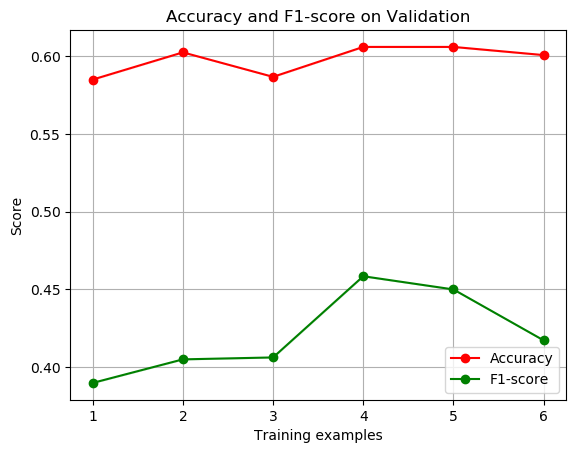 Accuracy and F1-score on Validation
0.60
0.55
0.50
0.45
0.40
Score
1 2 3 4 5 6
Training examples
Accuracy
F1-score